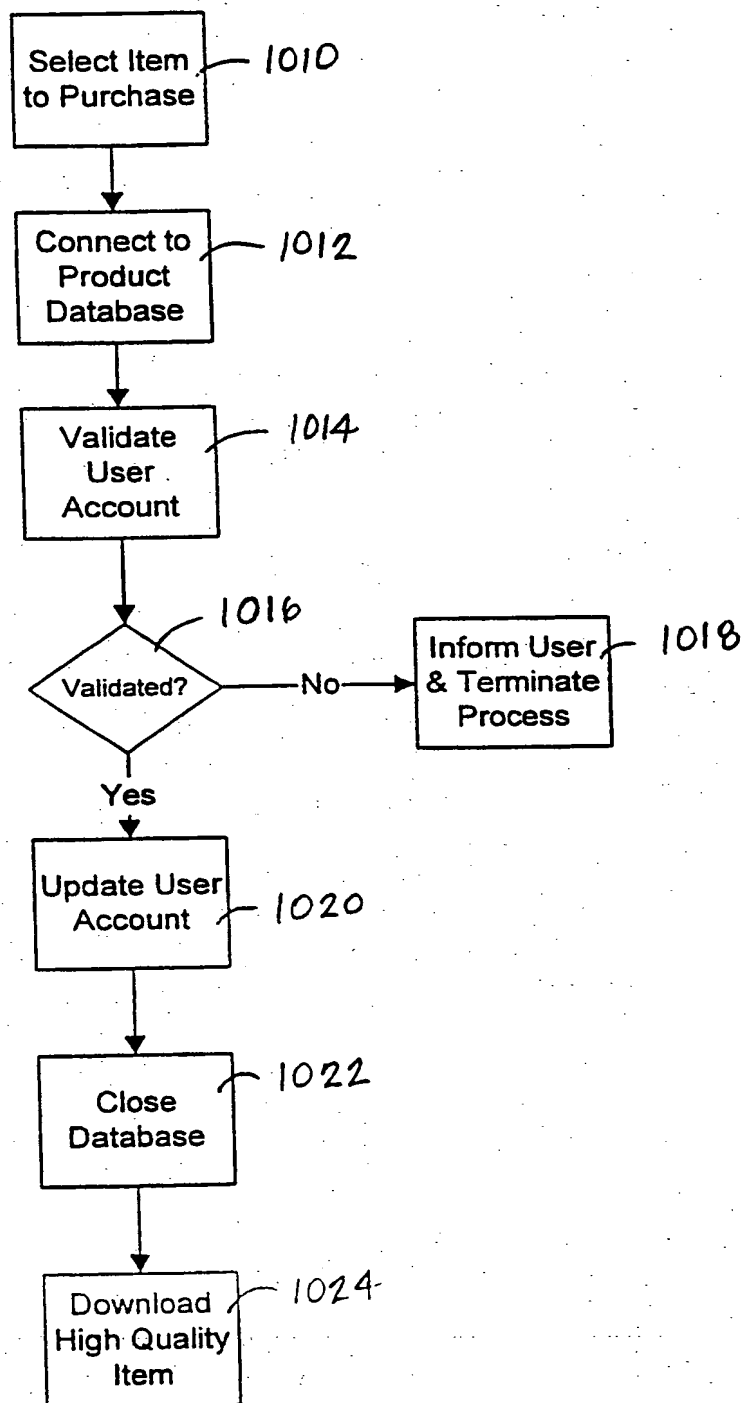 Select Item
to Purchase
1010
Connect to
Product
Database
1012
Validate
User
Account
1014
Validated?
1016
No
Inform User
& Terminate
Process
1018
Yes
Update User
Account
1020
Close
Database
1022
Download
High Quality
Item
1024